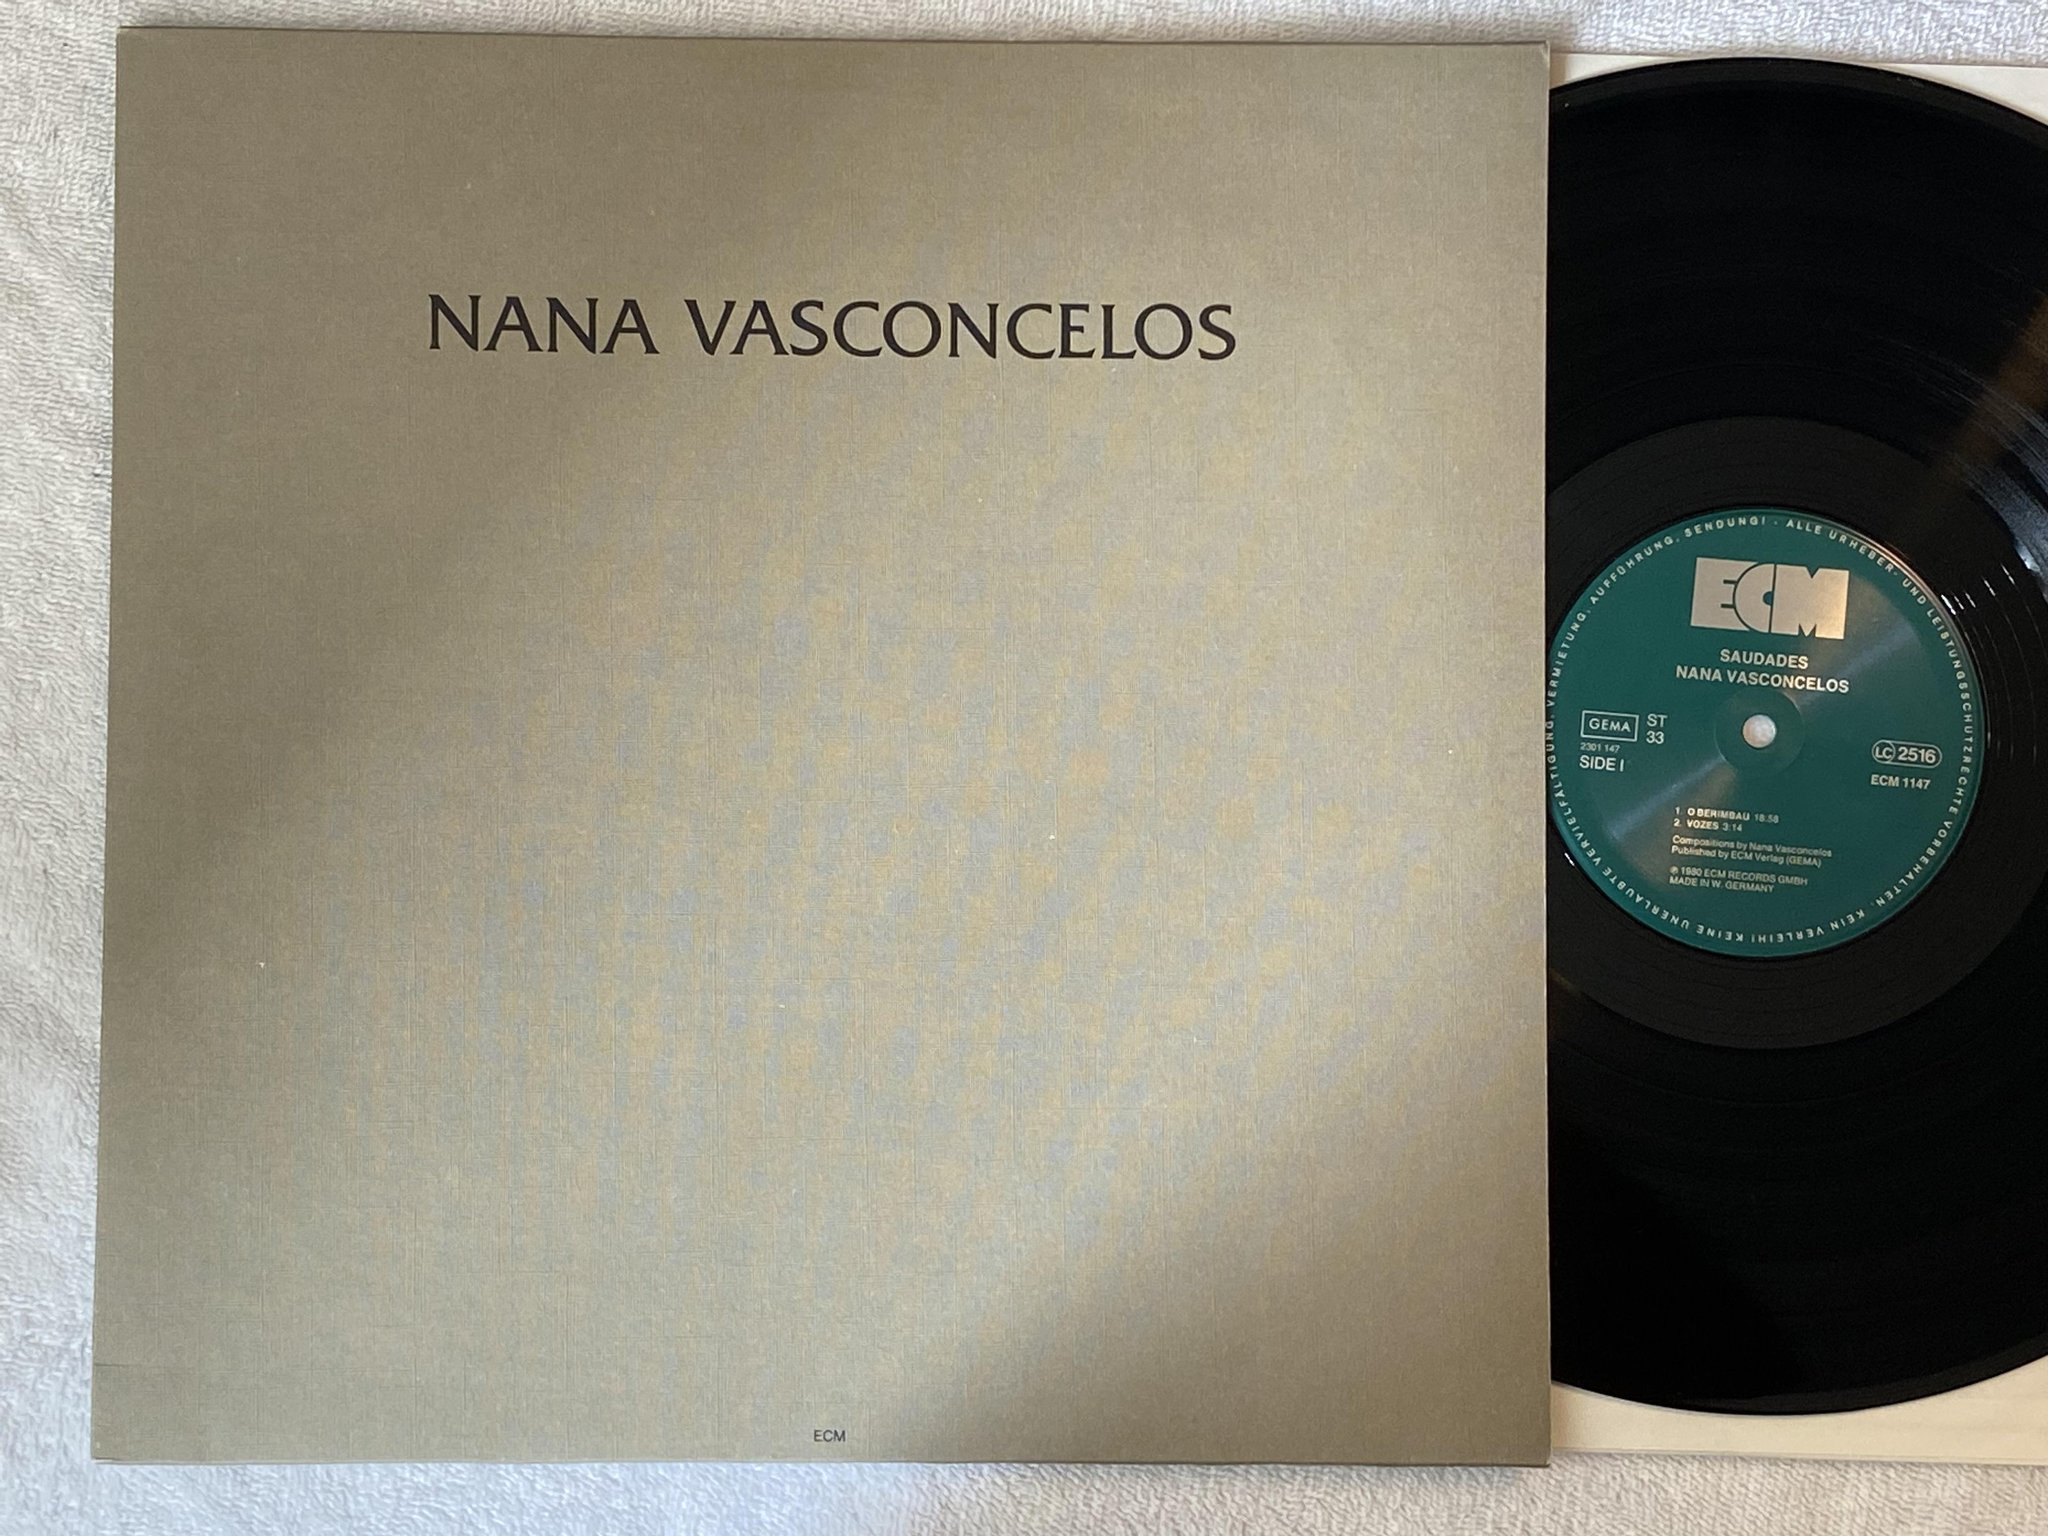 NANA VASCONCELOS
ECM
ECM
SAUDADES
NANA VASCONCELOS
GEMA
ST
33
2301 147
SIDE I
LC 2516
ECM 1147
1. O BERIMBAU 18:58
2. VOZES 3:14
Compositions by Nana Vasconcelos
Published by ECM Verlag (GEMA)
℗ 1980 ECM RECORDS GMBH
MADE IN W. GERMANY
ALLE URHEBER- UND LEISTUNGSSCHUTZRECHTE VORBEHALTEN. KEIN VERLEIH! KEINE UNERLAUBTE VERVIELFÄLTIGUNG, VERMIETUNG, AUFFÜHRUNG, SENDUNG! ·